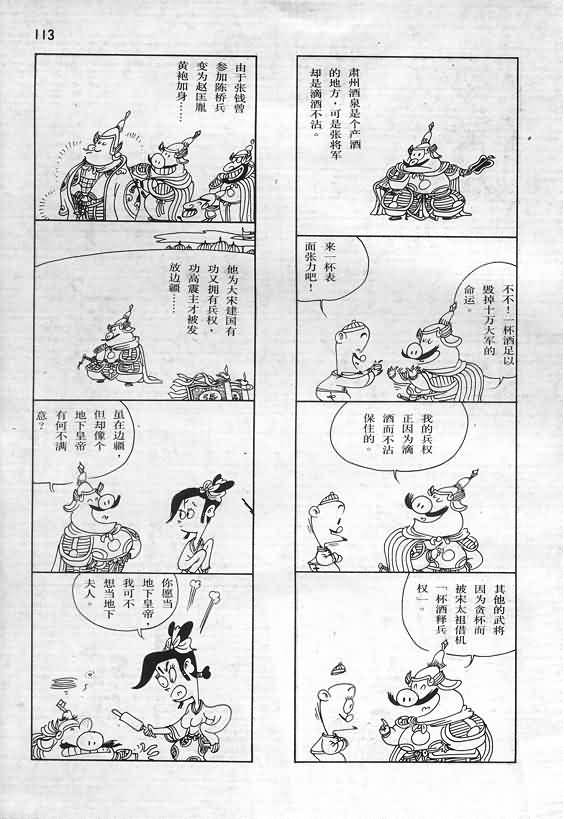 113
肃州酒泉是个产酒
的地方，可是张将军
却是滴酒不沾。
来一杯表
面张力吧！
不不！一杯酒足以
毁掉十万大军的
命运。
我的兵权
正因为滴
酒而不沾
保住的。
其他的武将
因为贪杯而
被宋太祖借机
「一杯酒释兵
权」。
由于张钱曾
参加陈桥兵
变为赵匡胤
黄袍加身……
他为大宋建国有
功又拥有兵权，
功高震主才被发
放边疆……
虽在边疆，
但却像个
地下皇帝
有何不满
意？
你愿当
地下皇帝，
我可不
想当地下
夫人。